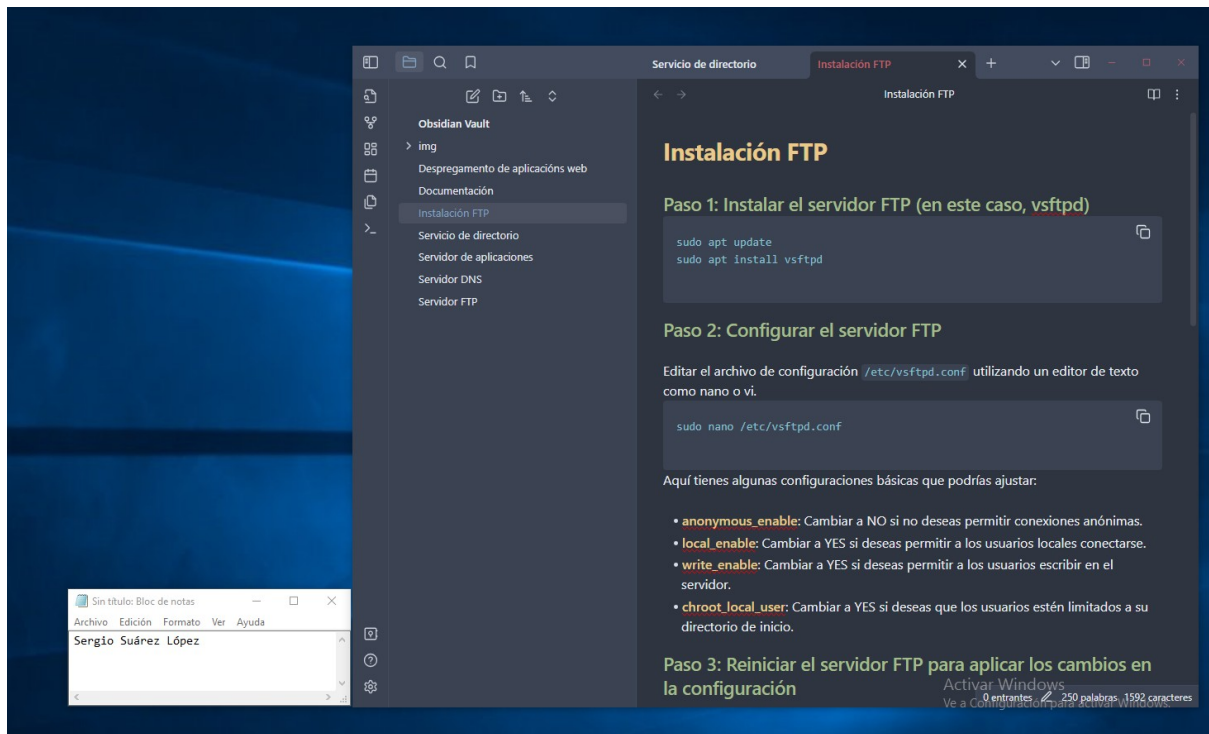 Servicio de directorio
Instalación FTP
Instalación FTP
Obsidian Vault
img
Despregamento de aplicacións web
Documentación
Instalación FTP
Servicio de directorio
Servidor de aplicaciones
Servidor DNS
Servidor FTP
Instalación FTP
Paso 1: Instalar el servidor FTP (en este caso, vsftpd)
sudo apt update
sudo apt install vsftpd
Paso 2: Configurar el servidor FTP
Editar el archivo de configuración /etc/vsftpd.conf utilizando un editor de texto
como nano o vi.
sudo nano /etc/vsftpd.conf
Aquí tienes algunas configuraciones básicas que podrías ajustar:
• anonymous_enable: Cambiar a NO si no deseas permitir conexiones anónimas.
• local_enable: Cambiar a YES si deseas permitir a los usuarios locales conectarse.
• write_enable: Cambiar a YES si deseas permitir a los usuarios escribir en el
servidor.
• chroot_local_user: Cambiar a YES si deseas que los usuarios estén limitados a su
directorio de inicio.
Paso 3: Reiniciar el servidor FTP para aplicar los cambios en
la configuración
Activar Windows
Ve a Configuración para activar Windows.
0 entrantes 250 palabras 1592 caracteres
Sin título: Bloc de notas
Archivo Edición Formato Ver Ayuda
Sergio Suárez López